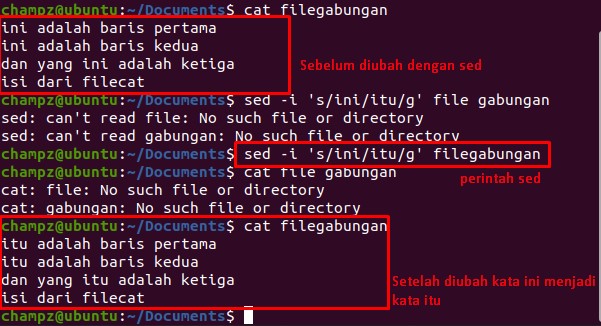 champz@ubuntu:~/Documents$ cat filegabungan
ini adalah baris pertama
ini adalah baris kedua
dan yang ini adalah ketiga
isi dari filecat
Sebelum diubah dengan sed
champz@ubuntu:~/Documents$ sed -i 's/ini/itu/g' file gabungan
sed: can't read file: No such file or directory
sed: can't read gabungan: No such file or directory
champz@ubuntu:~/Documents$ sed -i 's/ini/itu/g' filegabungan
champz@ubuntu:~/Documents$ cat file gabungan
perintah sed
cat: file: No such file or directory
cat: gabungan: No such file or directory
champz@ubuntu:~/Documents$ cat filegabungan
itu adalah baris pertama
itu adalah baris kedua
dan yang itu adalah ketiga
isi dari filecat
Setelah diubah kata ini menjadi
kata itu
champz@ubuntu:~/Documents$